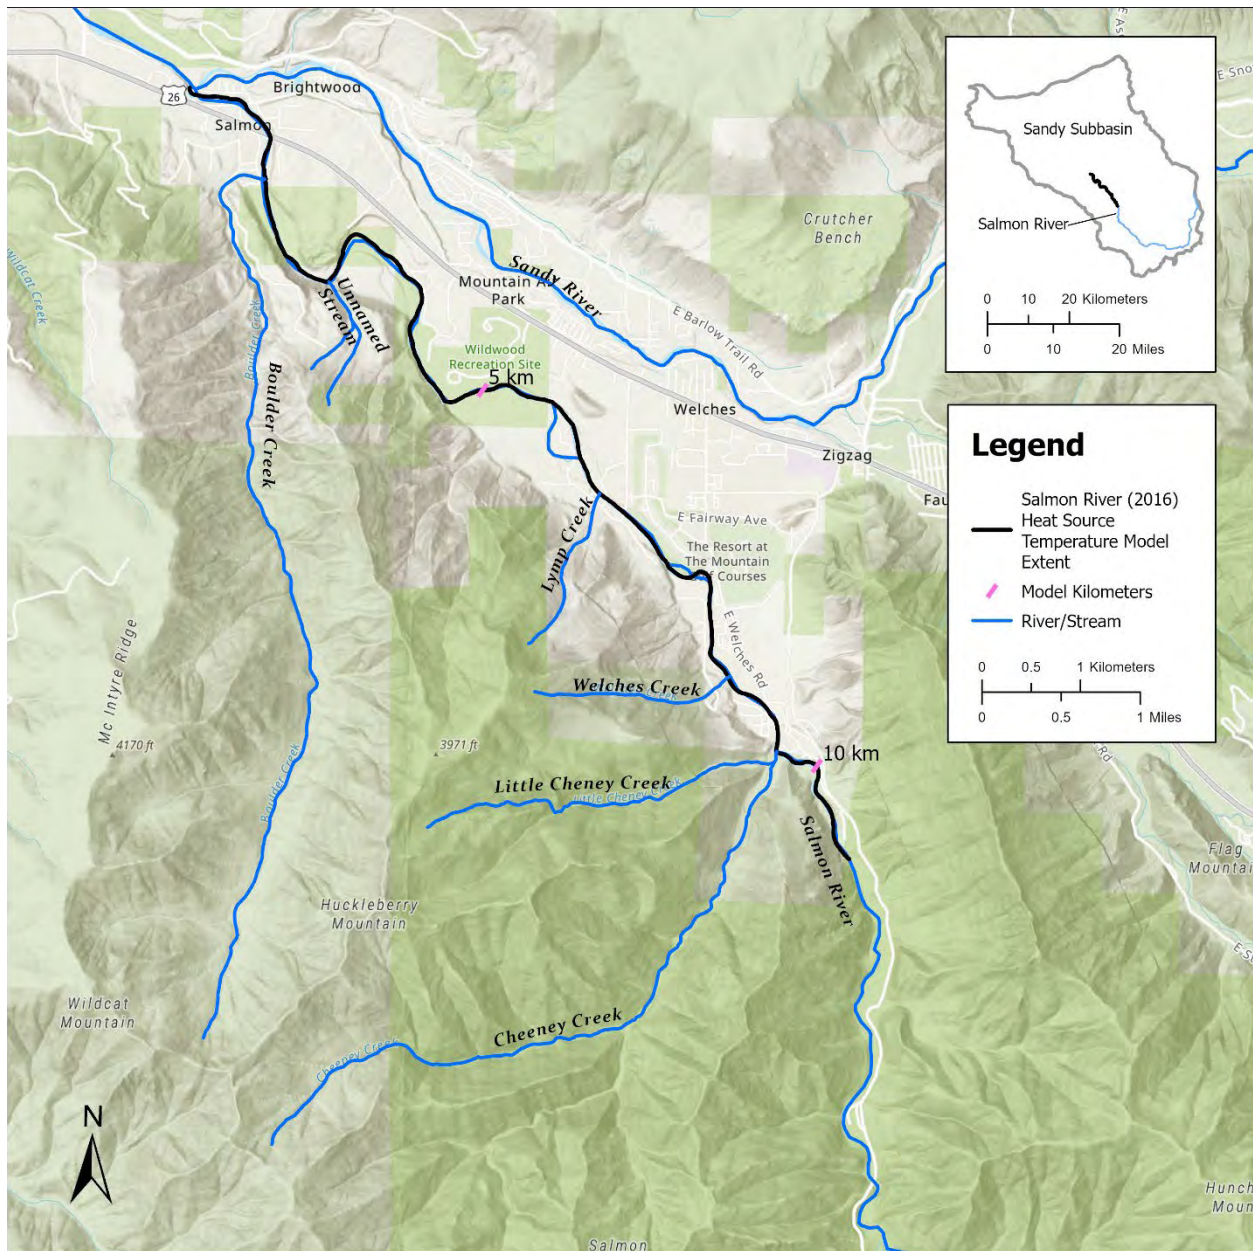 E Sno
Brightwood
26
Salmon
Sandy Subbasin
Salmon River
0 10 20 Kilometers
0 10 20 Miles
Crutcher
Bench
Wildcat Creek
Sandy River
Mountain A
Park
Unnamed
Stream
E Barlow Trail Rd
Boulder Creek
Wildwood
Recreation Site
5 km
Boulder Creek
Welches
Zigzag
Fau
Legend
Salmon River (2016)
Heat Source
Temperature Model
Extent
Model Kilometers
River/Stream
0 0.5 1 Kilometers
0 0.5 1 Miles
E Fairway Ave
The Resort at
The Mountain
Courses
Lymp Creek
E Welches Rd
Mc Intyre Ridge
Welches Creek
4170 ft
3971 ft
10 km
Rd
Boulder Creek
Little Cheney Creek
Little Cheney Creek
Salmon River
Flag
Mountai
Huckleberry
Mountain
E St
Wildcat
Mountain
Cheeney Creek
Cheeney Creek
N
Hunch
Moun
Salmon